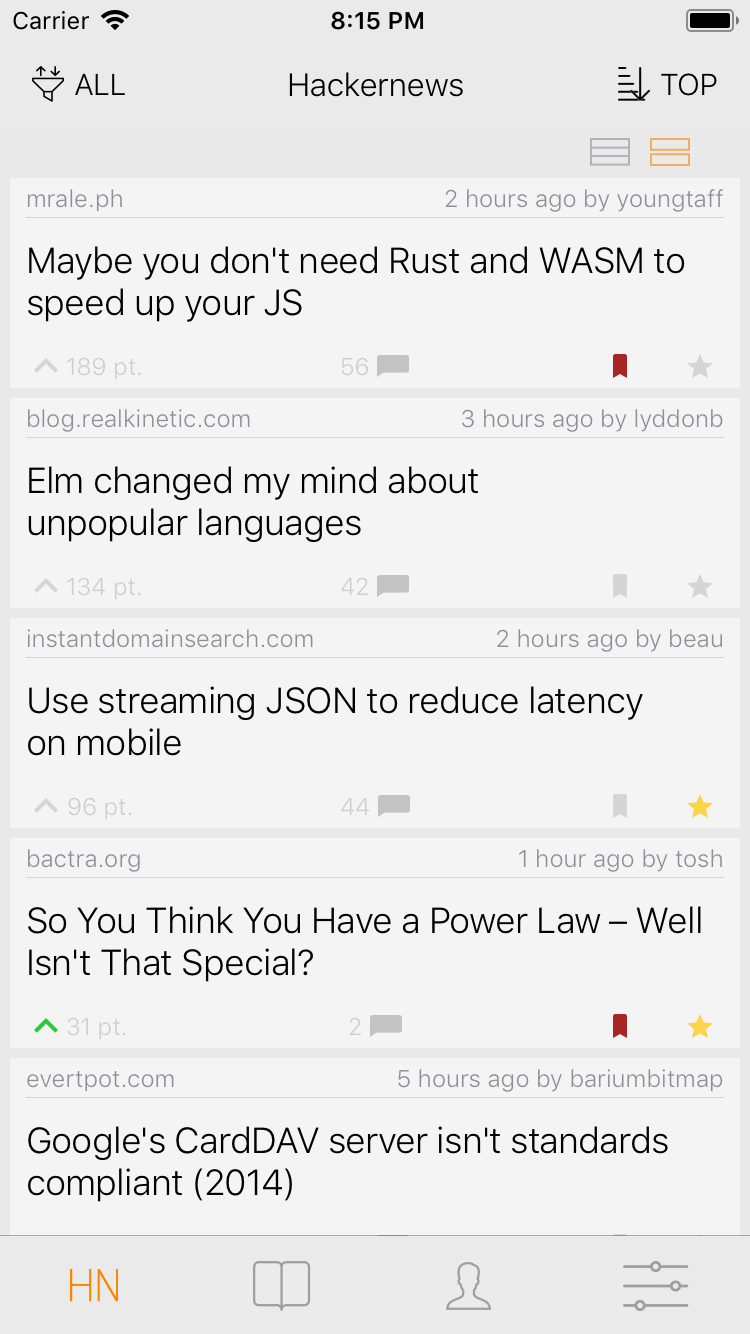 Carrier 8:15 PM
ALL Hackernews TOP
mrale.ph 2 hours ago by youngtaff
Maybe you don't need Rust and WASM to
speed up your JS
189 pt. 56
blog.realkinetic.com 3 hours ago by lyddonb
Elm changed my mind about
unpopular languages
134 pt. 42
instantdomainsearch.com 2 hours ago by beau
Use streaming JSON to reduce latency
on mobile
96 pt. 44
bactra.org 1 hour ago by tosh
So You Think You Have a Power Law – Well
Isn't That Special?
31 pt. 2
evertpot.com 5 hours ago by bariumbitmap
Google's CardDAV server isn't standards
compliant (2014)
HN